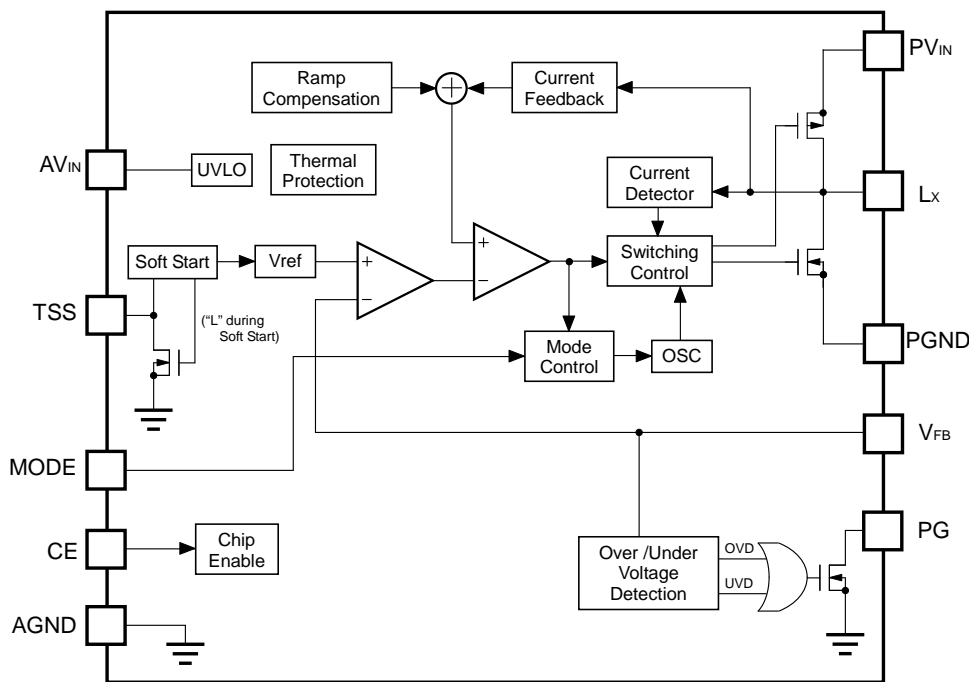 PVIN
Ramp
Compensation
+
Current
Feedback
AVIN
UVLO
Thermal
Protection
Current
Detector
LX
Soft Start
Vref
+
−
+
−
Switching
Control
TSS
(“L” during
Soft Start)
Mode
Control
OSC
PGND
VFB
MODE
PG
CE
Chip
Enable
Over /Under
Voltage
Detection
OVD
UVD
AGND